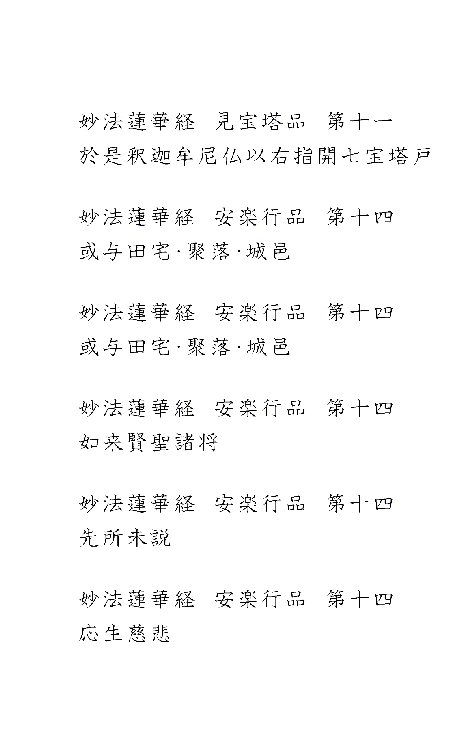 妙法蓮華経　見宝塔品　第十一
於是釈迦牟尼仏以右指開七宝塔戸
妙法蓮華経　安楽行品　第十四
或与田宅・聚落・城邑
妙法蓮華経　安楽行品　第十四
或与田宅・聚落・城邑
妙法蓮華経　安楽行品　第十四
如来賢聖諸将
妙法蓮華経　安楽行品　第十四
先所未説
妙法蓮華経　安楽行品　第十四
応生慈悲